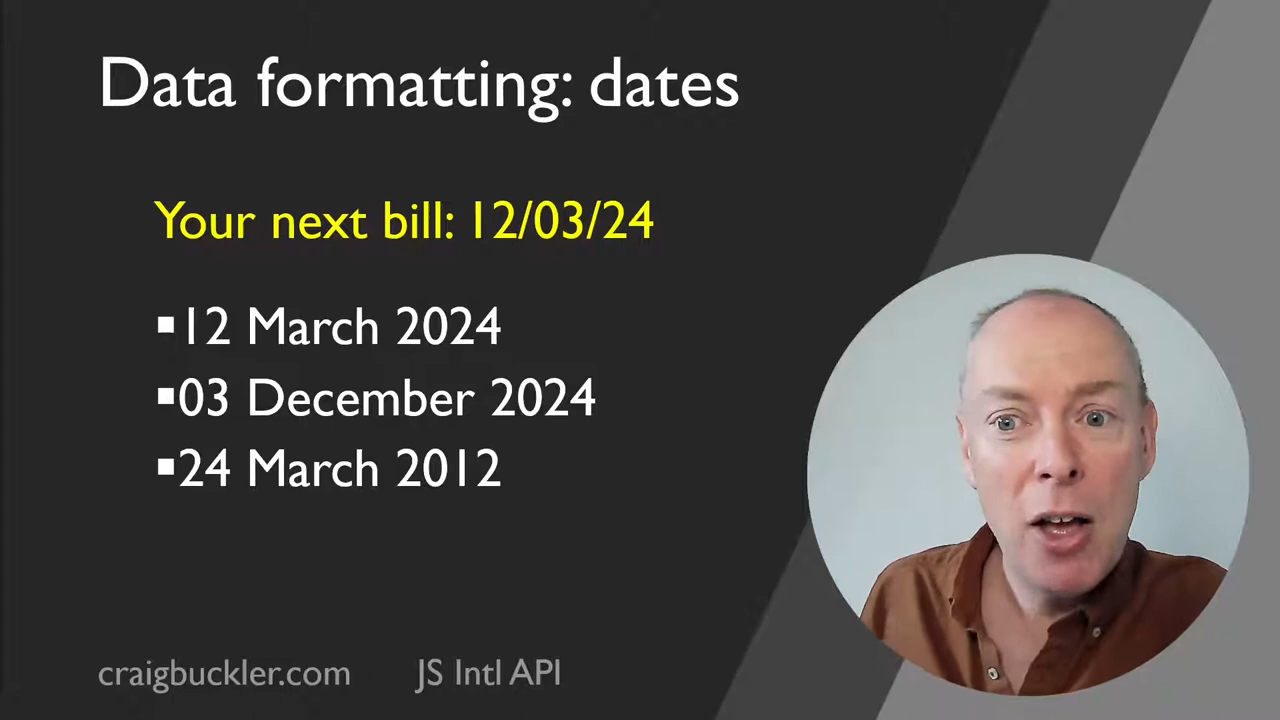 Data formatting: dates
Your next bill: 12/03/24
▪12 March 2024
▪03 December 2024
▪24 March 2012
craigbuckler.com JS Intl API